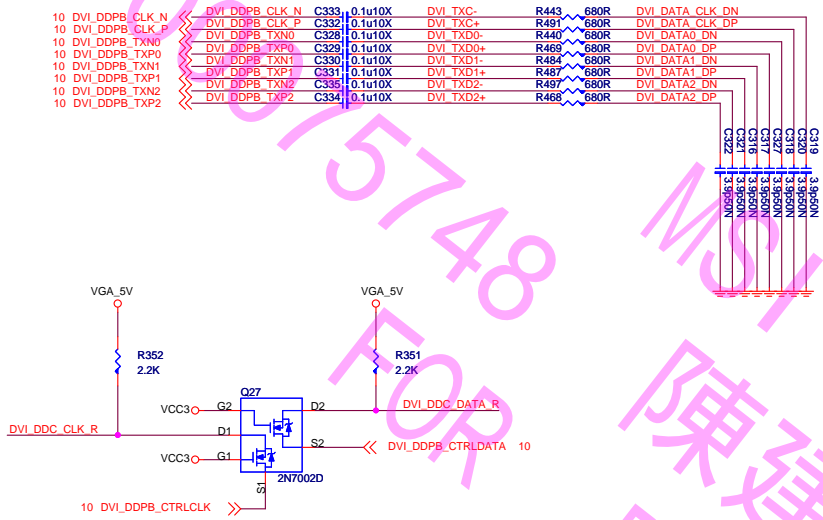 10 DVI_DDPB_CLK_N DVI_DDPB_CLK_N C333 0.1u10X DVI_TXC- R443 680R DVI_DATA_CLK_DN
10 DVI_DDPB_CLK_P DVI_DDPB_CLK_P C332 0.1u10X DVI_TXC+ R491 680R DVI_DATA_CLK_DP
10 DVI_DDPB_TXN0 DVI_DDPB_TXN0 C328 0.1u10X DVI_TXD0- R440 680R DVI_DATA0_DN
10 DVI_DDPB_TXP0 DVI_DDPB_TXP0 C329 0.1u10X DVI_TXD0+ R469 680R DVI_DATA0_DP
10 DVI_DDPB_TXN1 DVI_DDPB_TXN1 C330 0.1u10X DVI_TXD1- R484 680R DVI_DATA1_DN
10 DVI_DDPB_TXP1 DVI_DDPB_TXP1 C331 0.1u10X DVI_TXD1+ R487 680R DVI_DATA1_DP
10 DVI_DDPB_TXN2 DVI_DDPB_TXN2 C335 0.1u10X DVI_TXD2- R497 680R DVI_DATA2_DN
10 DVI_DDPB_TXP2 DVI_DDPB_TXP2 C334 0.1u10X DVI_TXD2+ R468 680R DVI_DATA2_DP
C322 3.9p50N
C321 3.9p50N
C316 3.9p50N
C317 3.9p50N
C327 3.9p50N
C318 3.9p50N
C320 3.9p50N
C319 3.9p50N
VGA_5V
VGA_5V
R352
2.2K
R351
2.2K
Q27
VCC3 G2 D2 DVI_DDC_DATA_R
DVI_DDC_CLK_R D1
S2 DVI_DDPB_CTRLDATA 10
VCC3 G1
2N7002D
S1
10 DVI_DDPB_CTRLCLK
MSI
FOR